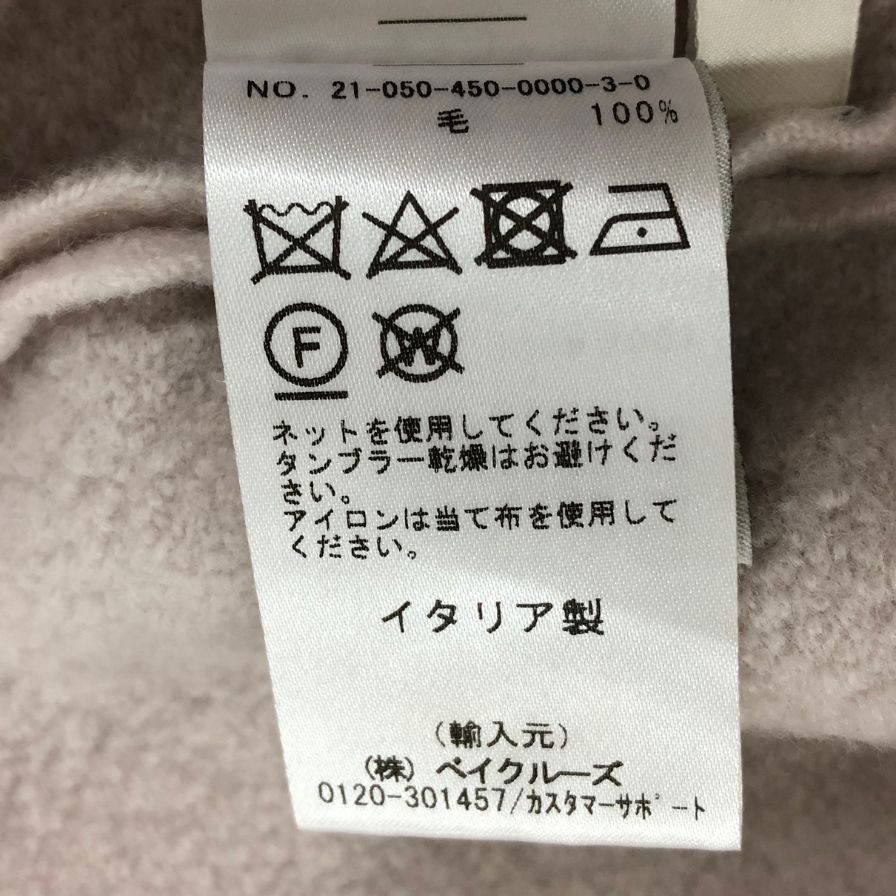 NO. 21-050-450-0000-3-0
毛 100%
F
W
ネットを使用してください。
タンブラー乾燥はお避けくだ
さい。
アイロンは当て布を使用して
ください。
イタリア製
(輸入元)
(株) ベイクルーズ
0120-301457/カスタマーサポート